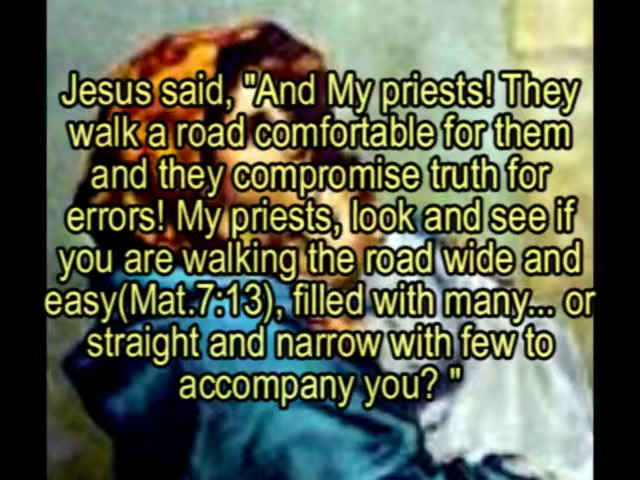 Jesus said, "And My priests! They
walk a road comfortable for them
and they compromise truth for
errors! My priests, look and see if
you are walking the road wide and
easy(Mat.7:13), filled with many... or
straight and narrow with few to
accompany you? "